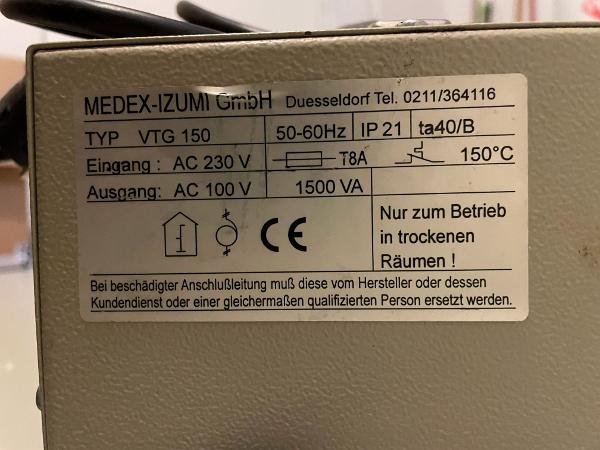 MEDEX-IZUMI GmbH Duesseldorf Tel. 0211/364116
TYP VTG 150 50-60Hz IP 21 ta40/B
Eingang : AC 230 V T8A 150°C
Ausgang: AC 100 V 1500 VA
CE
Nur zum Betrieb
in trockenen
Räumen !
Bei beschädigter Anschlußleitung muß diese vom Hersteller oder dessen
Kundendienst oder einer gleichermaßen qualifizierten Person ersetzt werden.